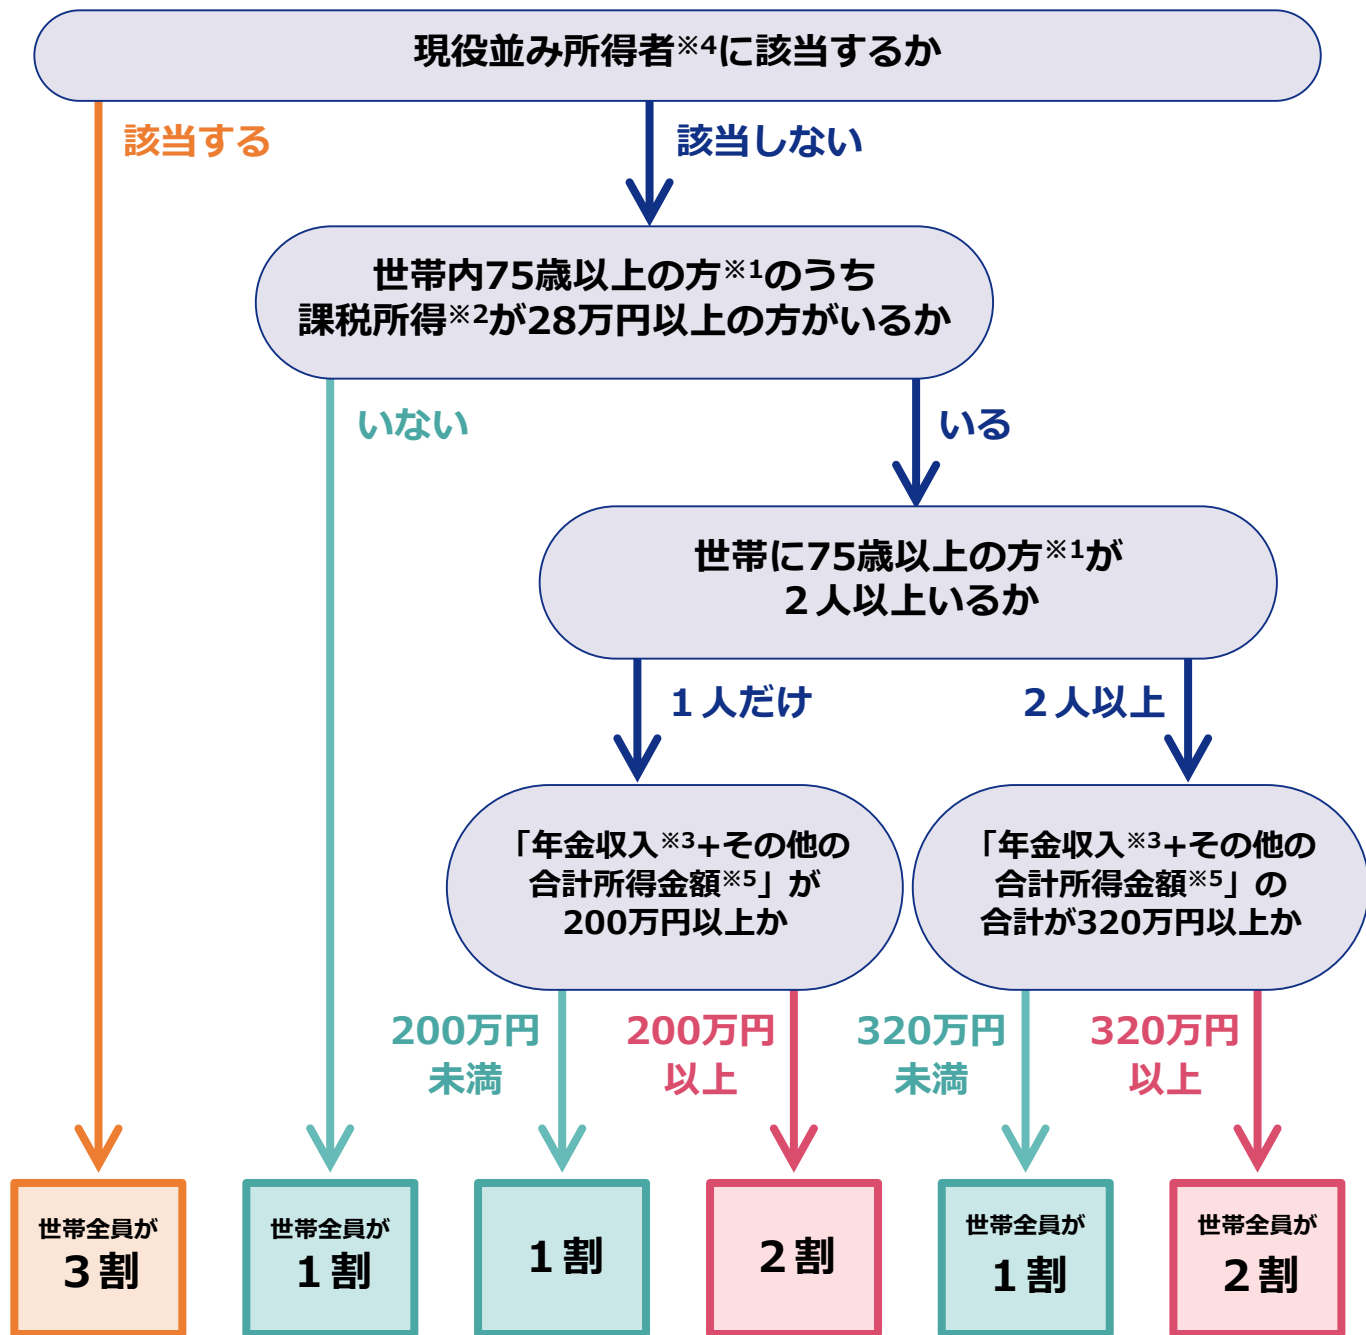 現役並み所得者※4に該当するか
該当する
該当しない
世帯内75歳以上の方※1のうち
課税所得※2が28万円以上の方がいるか
いない
いる
世帯に75歳以上の方※1が
２人以上いるか
１人だけ
２人以上
「年金収入※3+その他の
合計所得金額※5」が
200万円以上か
「年金収入※3+その他の
合計所得金額※5」の
合計が320万円以上か
200万円
未満
200万円
以上
320万円
未満
320万円
以上
世帯全員が
３割
世帯全員が
１割
１割
２割
世帯全員が
１割
世帯全員が
２割